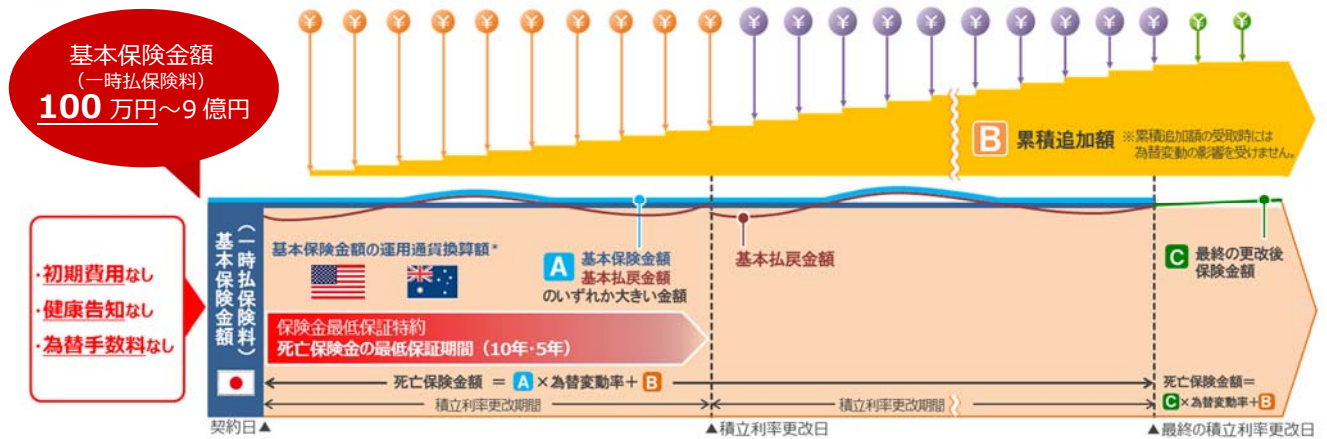 ¥ ¥ ¥ ¥ ¥ ¥ ¥ ¥ ¥ ¥ ¥ ¥ ¥ ¥ ¥ ¥ ¥ ¥ ¥ ¥ ¥ ¥
基本保険金額
（一時払保険料）
100 万円～9 億円
B 累積追加額 ※累積追加額の受取時には
為替変動の影響を受けません。
・初期費用なし
・健康告知なし
・為替手数料なし
基本保険金額
（一時払保険料）
基本保険金額の運用通貨換算額*
A 基本保険金額
基本払戻金額
のいずれか大きい金額
基本払戻金額
C 最終の更改後
保険金額
保険金最低保証特約
死亡保険金の最低保証期間（10年・5年）
死亡保険金額 ＝ A ×為替変動率＋ B
死亡保険金額＝
C×為替変動率＋B
積立利率更改期間
積立利率更改期間
契約日▲
▲積立利率更改日
▲最終の積立利率更改日